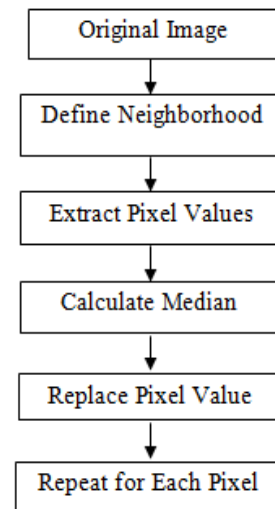 Original Image
Define Neighborhood
Extract Pixel Values
Calculate Median
Replace Pixel Value
Repeat for Each Pixel